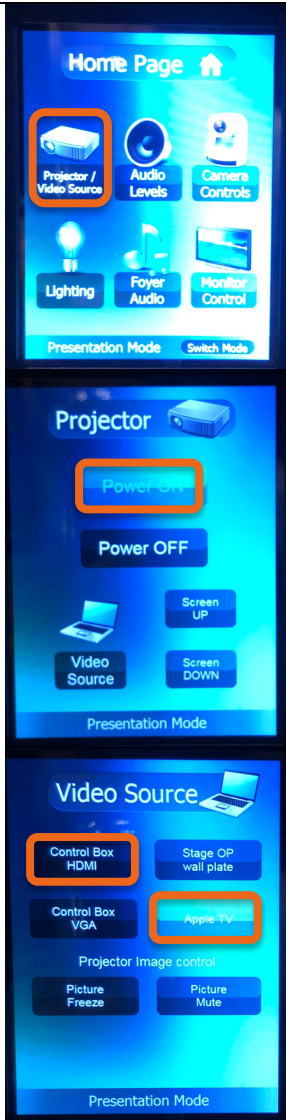 Home Page
Projector /
Video Source
Audio
Levels
Camera
Controls
Lighting
Foyer
Audio
Monitor
Control
Presentation Mode
Switch Mode
Projector
Power ON
Power OFF
Screen
UP
Video
Source
Screen
DOWN
Presentation Mode
Video Source
Control Box
HDMI
Stage OP
wall plate
Control Box
VGA
Apple TV
Projector Image control
Picture
Freeze
Picture
Mute
Presentation Mode